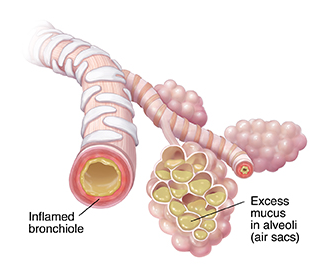 Inflamed
bronchiole
Excess
mucus
in alveoli
(air sacs)